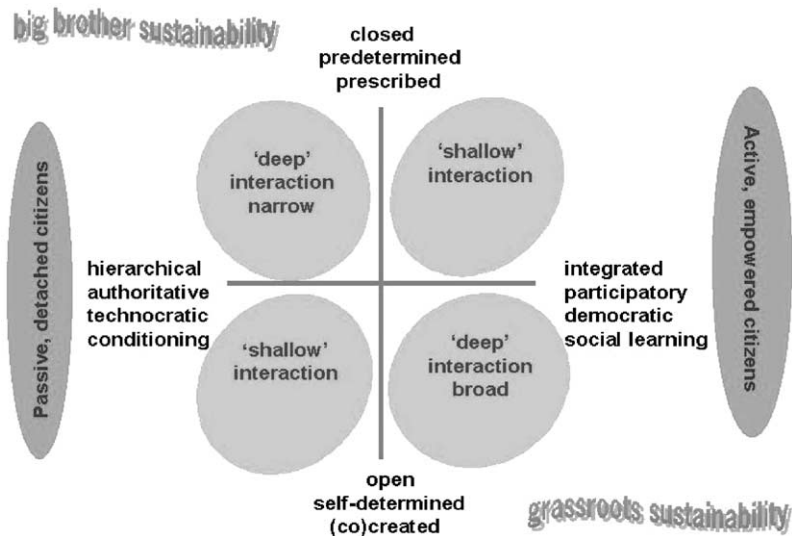 big brother sustainability
closed
predetermined
prescribed
Passive, detached citizens
‘deep’
interaction
narrow
‘shallow’
interaction
Active, empowered citizens
hierarchical
authoritative
technocratic
conditioning
integrated
participatory
democratic
social learning
‘shallow’
interaction
‘deep’
interaction
broad
open
self-determined
(co)created
grassroots sustainability